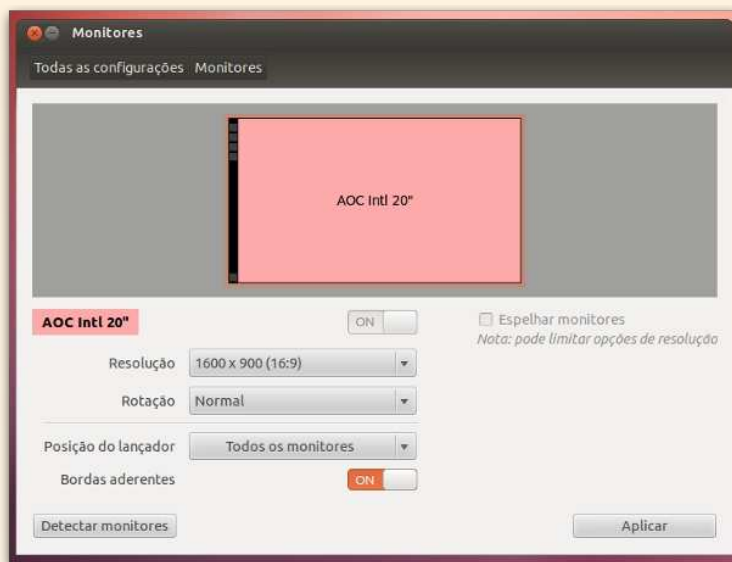 Monitores
Todas as configurações Monitores
AOC Intl 20"
AOC Intl 20"
ON
Espelhar monitores
Nota: pode limitar opções de resolução
Resolução 1600 x 900 (16:9)
Rotação Normal
Posição do lançador Todos os monitores
Bordas aderentes ON
Detectar monitores Aplicar